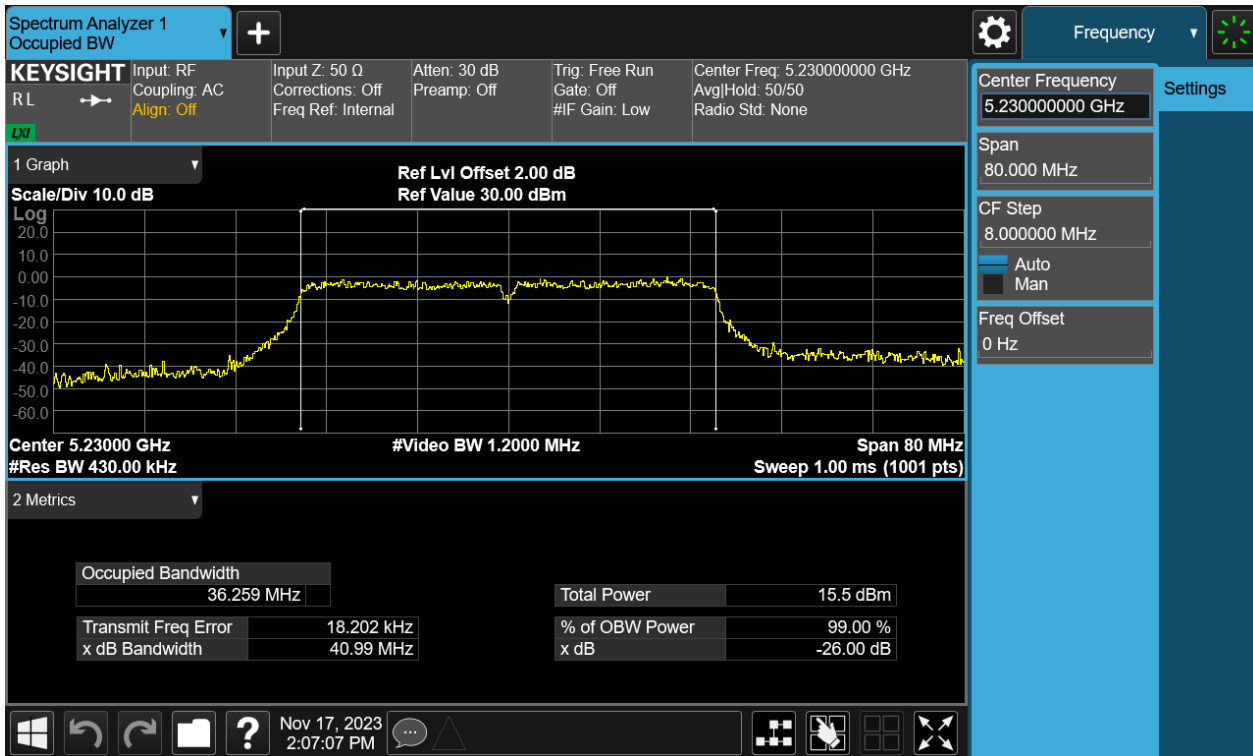 Spectrum Analyzer 1
Occupied BW
▼
+
Frequency ▼
KEYSIGHT
R L
LXI
Input: RF
Coupling: AC
Align: Off
Input Z: 50 Ω
Corrections: Off
Freq Ref: Internal
Atten: 30 dB
Preamp: Off
Trig: Free Run
Gate: Off
#IF Gain: Low
Center Freq: 5.230000000 GHz
Avg|Hold: 50/50
Radio Std: None
Center Frequency
5.230000000 GHz
Settings
Span
80.000 MHz
CF Step
8.000000 MHz
Auto
Man
Freq Offset
0 Hz
1 Graph ▼
Scale/Div 10.0 dB
Ref Lvl Offset 2.00 dB
Ref Value 30.00 dBm
Log
20.0
10.0
0.00
-10.0
-20.0
-30.0
-40.0
-50.0
-60.0
Center 5.23000 GHz
#Video BW 1.2000 MHz
Span 80 MHz
#Res BW 430.00 kHz
Sweep 1.00 ms (1001 pts)
2 Metrics ▼
Occupied Bandwidth
36.259 MHz
Total Power 15.5 dBm
Transmit Freq Error 18.202 kHz
% of OBW Power 99.00 %
x dB Bandwidth 40.99 MHz
x dB -26.00 dB
?
Nov 17, 2023
2:07:07 PM
...